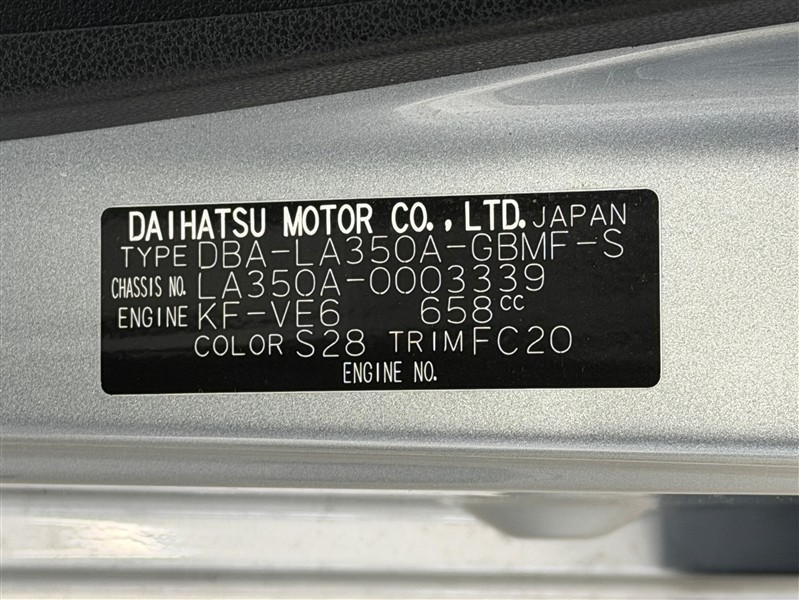 DAIHATSU MOTOR CO., LTD. JAPAN
TYPE DBA-LA350A-GBMF-S
CHASSIS NO. LA350A-0003339
ENGINE KF-VE6 658cc
COLOR S28 TRIM FC20
ENGINE NO.